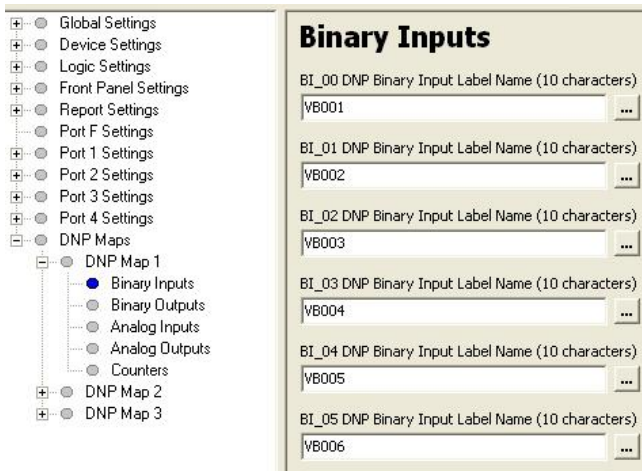 Global Settings
Device Settings
Logic Settings
Front Panel Settings
Report Settings
Port F Settings
Port 1 Settings
Port 2 Settings
Port 3 Settings
Port 4 Settings
DNP Maps
DNP Map 1
Binary Inputs
Binary Outputs
Analog Inputs
Analog Outputs
Counters
DNP Map 2
DNP Map 3
Binary Inputs
BI_00 DNP Binary Input Label Name (10 characters)
VB001
...
BI_01 DNP Binary Input Label Name (10 characters)
VB002
...
BI_02 DNP Binary Input Label Name (10 characters)
VB003
...
BI_03 DNP Binary Input Label Name (10 characters)
VB004
...
BI_04 DNP Binary Input Label Name (10 characters)
VB005
...
BI_05 DNP Binary Input Label Name (10 characters)
VB006
...